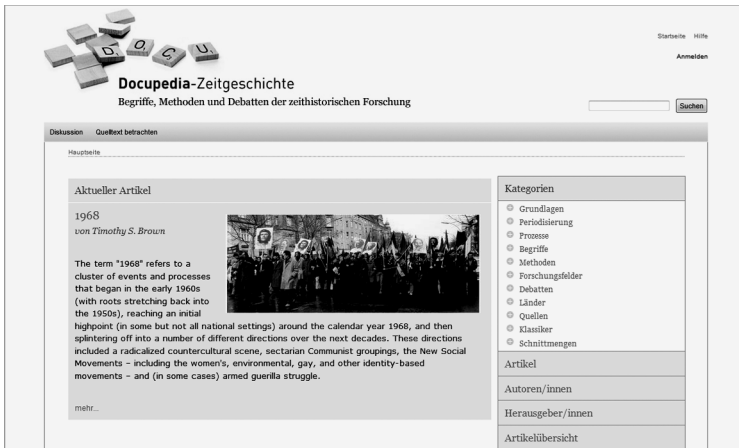 D O C U
Startseite Hilfe
Anmelden
Docupedia-Zeitgeschichte
Begriffe, Methoden und Debatten der zeithistorischen Forschung
Suchen
Diskussion Quelltext betrachten
Hauptseite
Aktueller Artikel
1968
von Timothy S. Brown
The term "1968" refers to a
cluster of events and processes
that began in the early 1960s
(with roots stretching back into
the 1950s), reaching an initial
highpoint (in some but not all national settings) around the calendar year 1968, and then
splintering off into a number of different directions over the next decades. These directions
included a radicalized countercultural scene, sectarian Communist groupings, the New Social
Movements – including the women's, environmental, gay, and other identity-based
movements – and (in some cases) armed guerilla struggle.
mehr...
Kategorien
Grundlagen
Periodisierung
Prozesse
Begriffe
Methoden
Forschungsfelder
Debatten
Länder
Quellen
Klassiker
Schnittmengen
Artikel
Autoren/innen
Herausgeber/innen
Artikelübersicht